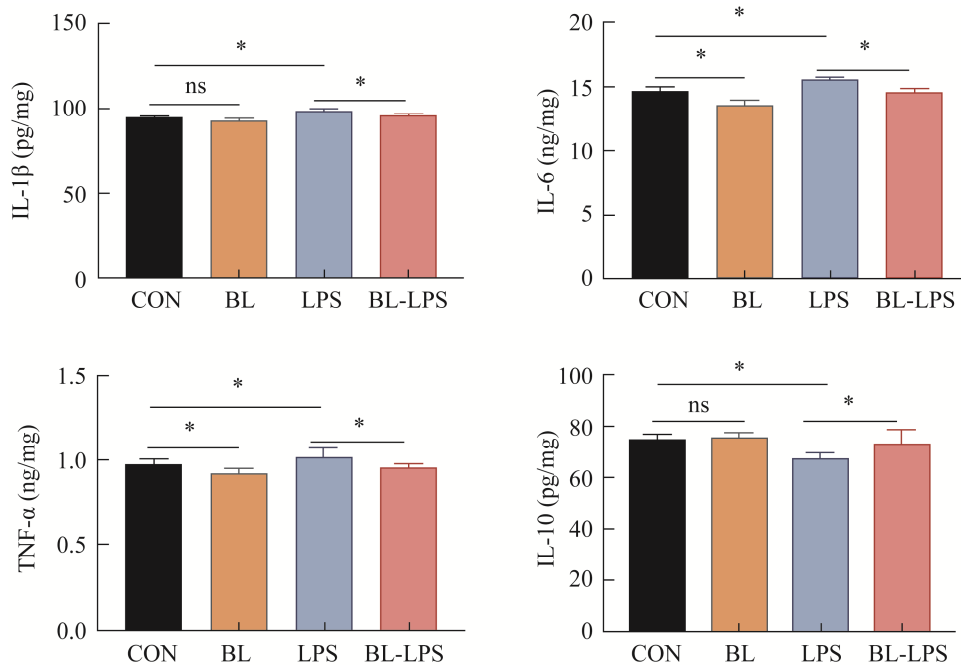 IL-1β (pg/mg)
150
100
50
0
*
ns
*
CON BL LPS BL-LPS
IL-6 (ng/mg)
20
15
10
5
0
*
*
*
CON BL LPS BL-LPS
TNF-α (ng/mg)
1.5
1.0
0.5
0.0
*
*
*
CON BL LPS BL-LPS
IL-10 (pg/mg)
100
80
60
40
20
0
*
ns
*
CON BL LPS BL-LPS